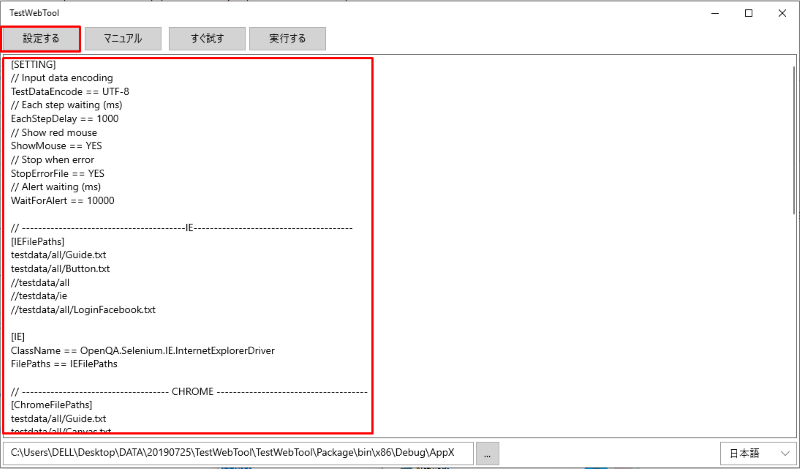 TestWebTool
設定する
マニュアル
すぐ試す
実行する
[SETTING]
// Input data encoding
TestDataEncode == UTF-8
// Each step waiting (ms)
EachStepDelay == 1000
// Show red mouse
ShowMouse == YES
// Stop when error
StopErrorFile == YES
// Alert waiting (ms)
WaitForAlert == 10000
// ----------------------------------------IE---------------------------------------
[IEFilePaths]
testdata/all/Guide.txt
testdata/all/Button.txt
//testdata/all
//testdata/ie
//testdata/all/LoginFacebook.txt
[IE]
ClassName == OpenQA.Selenium.IE.InternetExplorerDriver
FilePaths == IEFilePaths
// ------------------------------------ CHROME -------------------------------------
[ChromeFilePaths]
testdata/all/Guide.txt
testdata/all/Canvas.txt
C:\Users\DELL\Desktop\DATA\20190725\TestWebTool\TestWebTool\Package\bin\x86\Debug\AppX
...
日本語